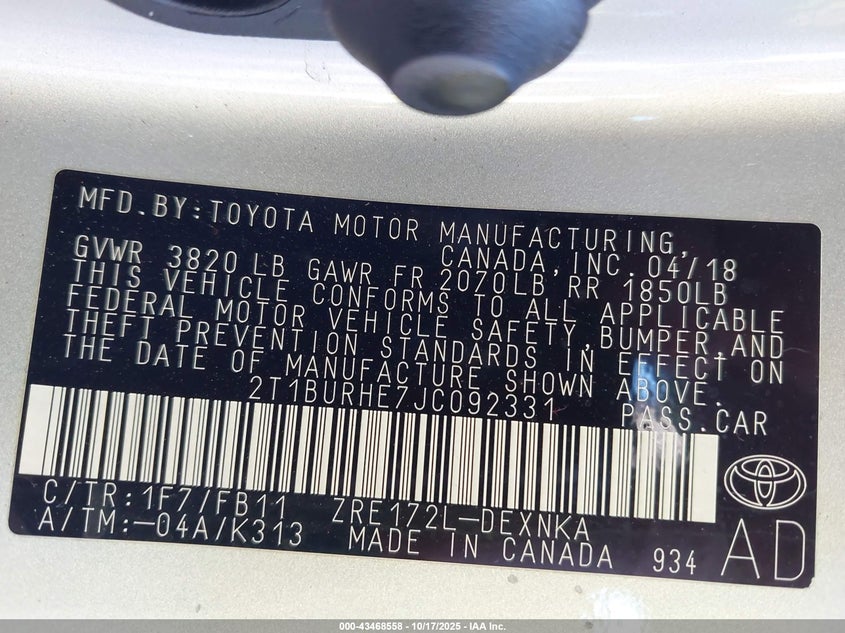 MFD.BY:TOYOTA MOTOR MANUFACTURING,
CANADA,INC. 04/18
GVWR 3820 LB GAWR FR 2070LB RR 1850LB
THIS VEHICLE CONFORMS TO ALL APPLICABLE
FEDERAL MOTOR VEHICLE SAFETY,BUMPER,AND
THEFT PREVENTION STANDARDS IN EFFECT ON
THE DATE OF MANUFACTURE SHOWN ABOVE.
2T1BURHE7JC092331 PASS.CAR
C/TR:1F7/FB11 ZRE172L-DEXNKA
A/TM:-04A/K313 MADE IN CANADA 934 AD
000-43468558 - 10/17/2025 - IAA Inc.